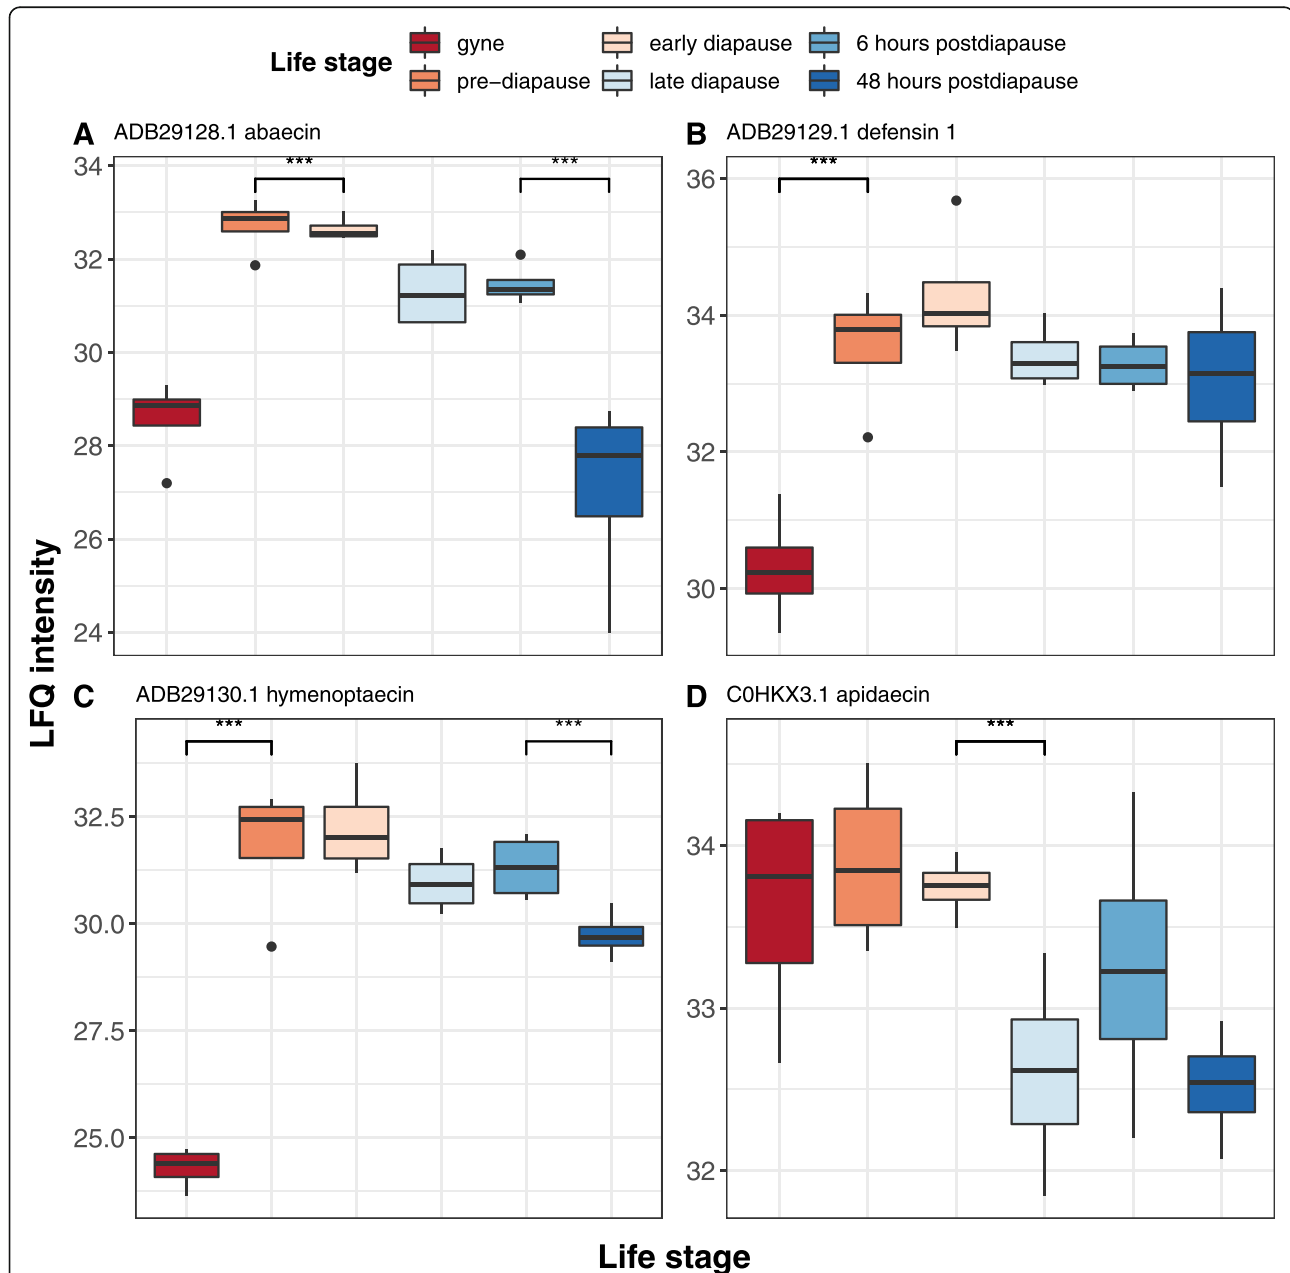 Life stage
gyne
early diapause
6 hours postdiapause
pre−diapause
late diapause
48 hours postdiapause
A ADB29128.1 abaecin
***
***
34
32
30
28
26
24
B ADB29129.1 defensin 1
***
36
34
32
30
C ADB29130.1 hymenoptaecin
***
***
32.5
30.0
27.5
25.0
D C0HKX3.1 apidaecin
***
34
33
32
LFQ intensity
Life stage